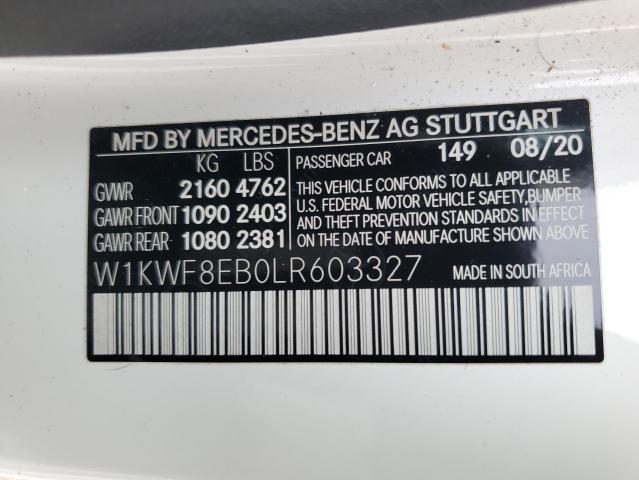 MFD BY MERCEDES-BENZ AG STUTTGART
KG LBS
GVWR 2160 4762
GAWR FRONT 1090 2403
GAWR REAR 1080 2381
PASSENGER CAR 149 08/20
THIS VEHICLE CONFORMS TO ALL APPLICABLE
U.S. FEDERAL MOTOR VEHICLE SAFETY,BUMPER
AND THEFT PREVENTION STANDARDS IN EFFECT
ON THE DATE OF MANUFACTURE SHOWN ABOVE.
W1KWF8EB0LR603327 MADE IN SOUTH AFRICA